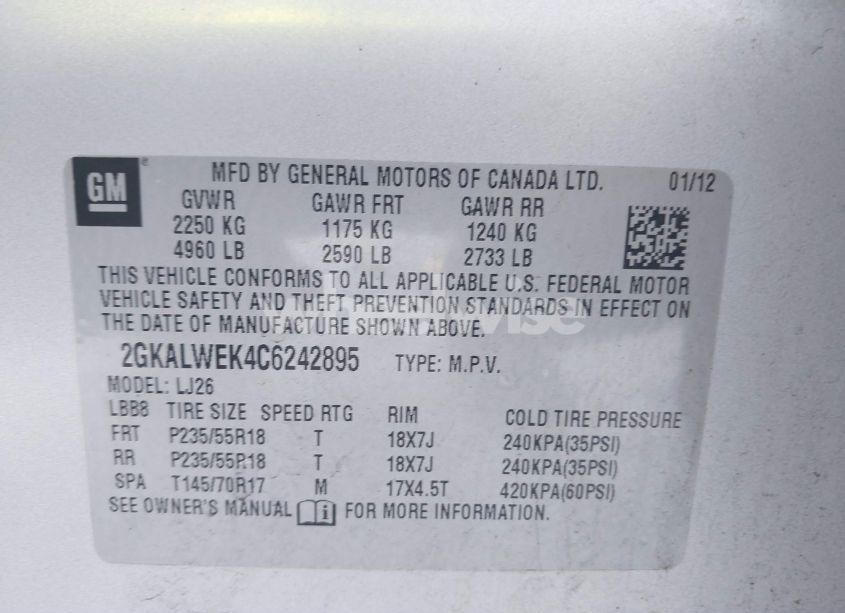 GM
MFD BY GENERAL MOTORS OF CANADA LTD. 01/12
GVWR GAWR FRT GAWR RR
2250 KG 1175 KG 1240 KG
4960 LB 2590 LB 2733 LB
THIS VEHICLE CONFORMS TO ALL APPLICABLE U.S. FEDERAL MOTOR
VEHICLE SAFETY AND THEFT PREVENTION STANDARDS IN EFFECT ON
THE DATE OF MANUFACTURE SHOWN ABOVE.
2GKALWEK4C6242895 TYPE: M.P.V.
MODEL: LJ26
LBB8 TIRE SIZE SPEED RTG RIM COLD TIRE PRESSURE
FRT P235/55R18 T 18X7J 240KPA(35PSI)
RR P235/55R18 T 18X7J 240KPA(35PSI)
SPA T145/70R17 M 17X4.5T 420KPA(60PSI)
SEE OWNER'S MANUAL FOR MORE INFORMATION.